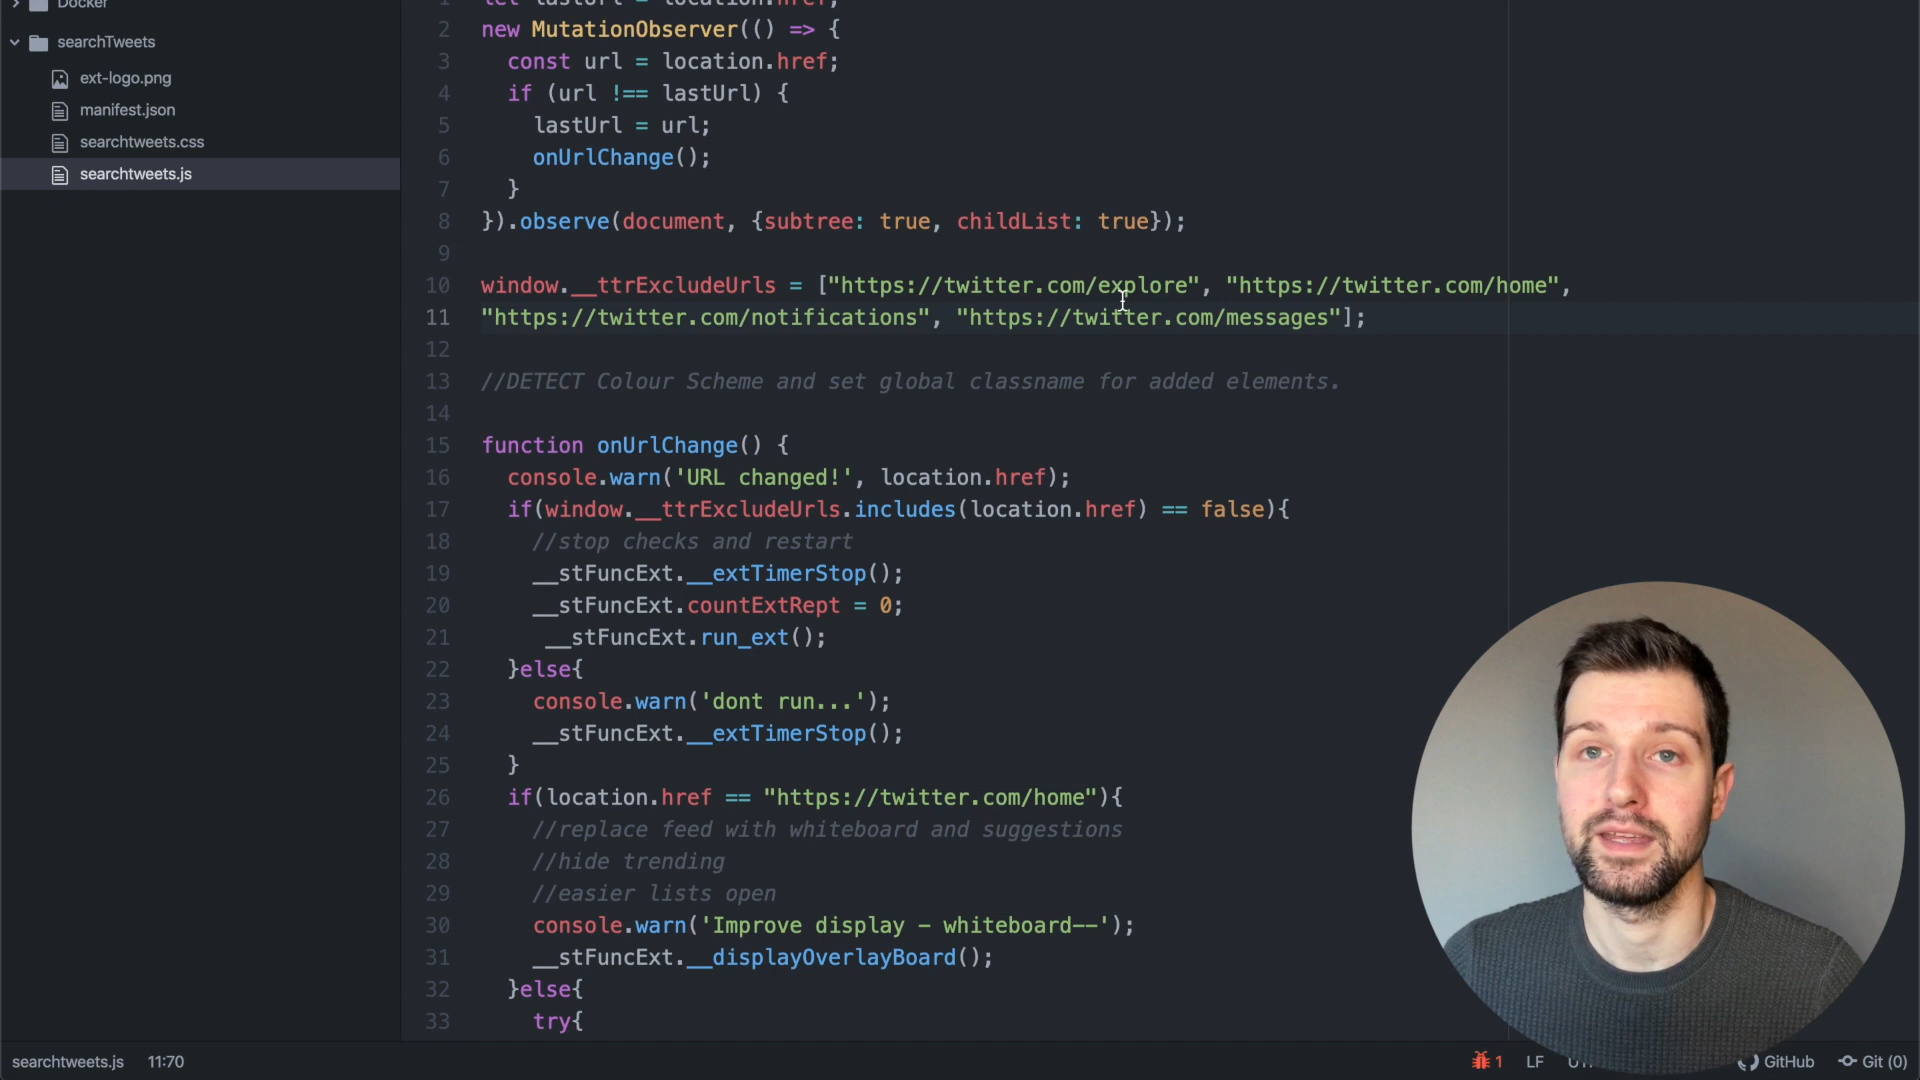 Docker
searchTweets
ext-logo.png
manifest.json
searchtweets.css
searchtweets.js
1 let lastUrl = location.href;
2 new MutationObserver(() => {
3 const url = location.href;
4 if (url !== lastUrl) {
5 lastUrl = url;
6 onUrlChange();
7 }
8 }).observe(document, {subtree: true, childList: true});
9
10 window.__ttrExcludeUrls = ["https://twitter.com/explore", "https://twitter.com/home",
11 "https://twitter.com/notifications", "https://twitter.com/messages"];
12
13 //DETECT Colour Scheme and set global classname for added elements.
14
15 function onUrlChange() {
16 console.warn('URL changed!', location.href);
17 if(window.__ttrExcludeUrls.includes(location.href) == false){
18 //stop checks and restart
19 __stFuncExt.__extTimerStop();
20 __stFuncExt.countExtRept = 0;
21 __stFuncExt.run_ext();
22 }else{
23 console.warn('dont run...');
24 __stFuncExt.__extTimerStop();
25 }
26 if(location.href == "https://twitter.com/home"){
27 //replace feed with whiteboard and suggestions
28 //hide trending
29 //easier lists open
30 console.warn('Improve display – whiteboard––');
31 __stFuncExt.__displayOverlayBoard();
32 }else{
33 try{
searchtweets.js 11:70 1 LF GitHub Git (0)